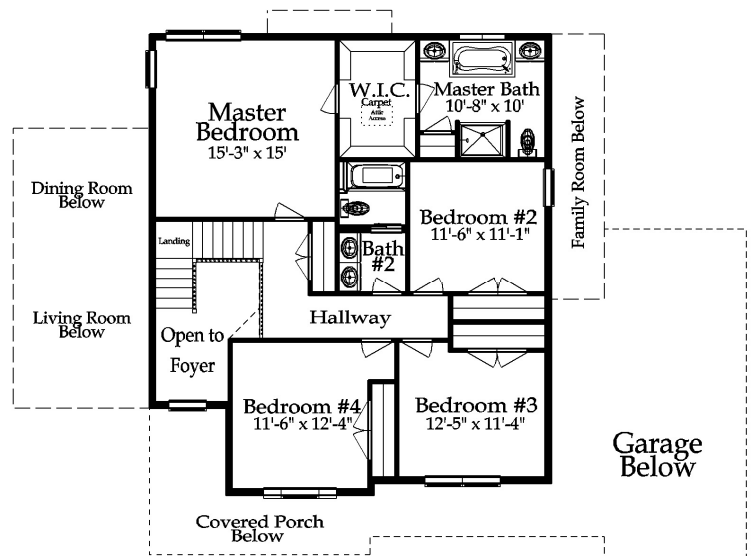 W.I.C.
Carpet
Attic
Access
Master Bath
10'-8" x 10'
Master
Bedroom
15'-3" x 15'
Family Room Below
Dining Room
Below
Bedroom #2
11'-6" x 11'-1"
Landing
Bath
#2
Living Room
Below
Hallway
Open to
Foyer
Bedroom #4
11'-6" x 12'-4"
Bedroom #3
12'-5" x 11'-4"
Garage
Below
Covered Porch
Below